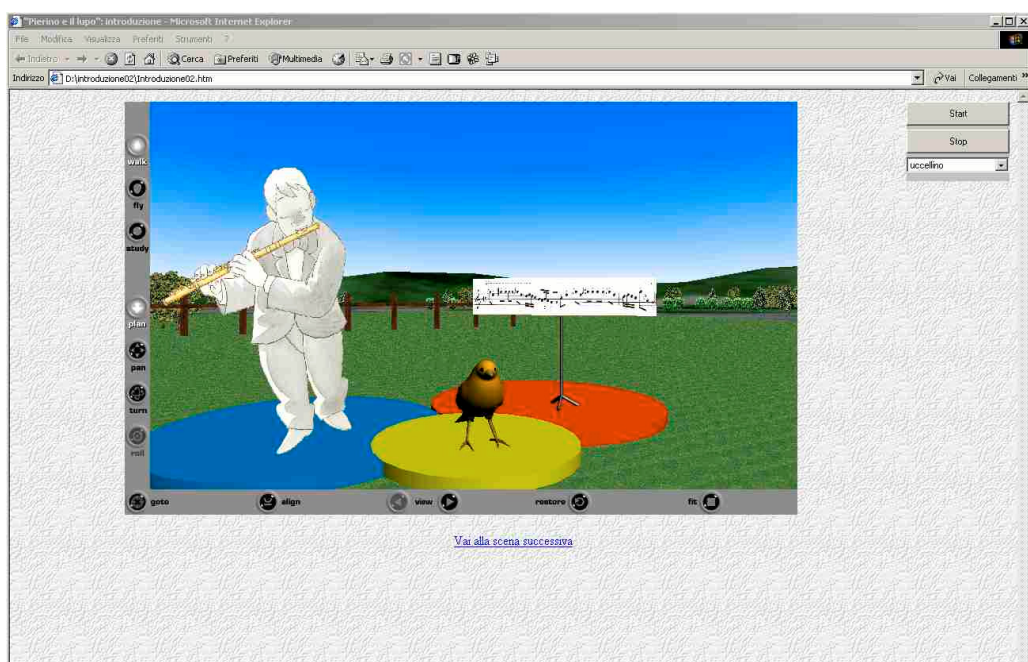 "Pierino e il lupo": introduzione - Microsoft Internet Explorer
File Modifica Visualizza Preferiti Strumenti ?
Indietro Cerca Preferiti Multimedia
Indirizzo D:\introduzione02\Introduzione02.htm Vai Collegamenti »
walk
fly
study
plan
pan
turn
roll
goto align view restore fit
Start
Stop
uccellino
Vai alla scena successiva